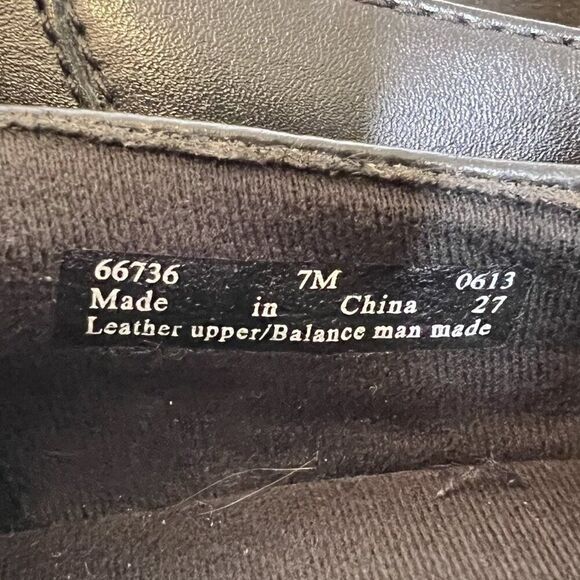 66736 7M 0613
Made in China 27
Leather upper/Balance man made